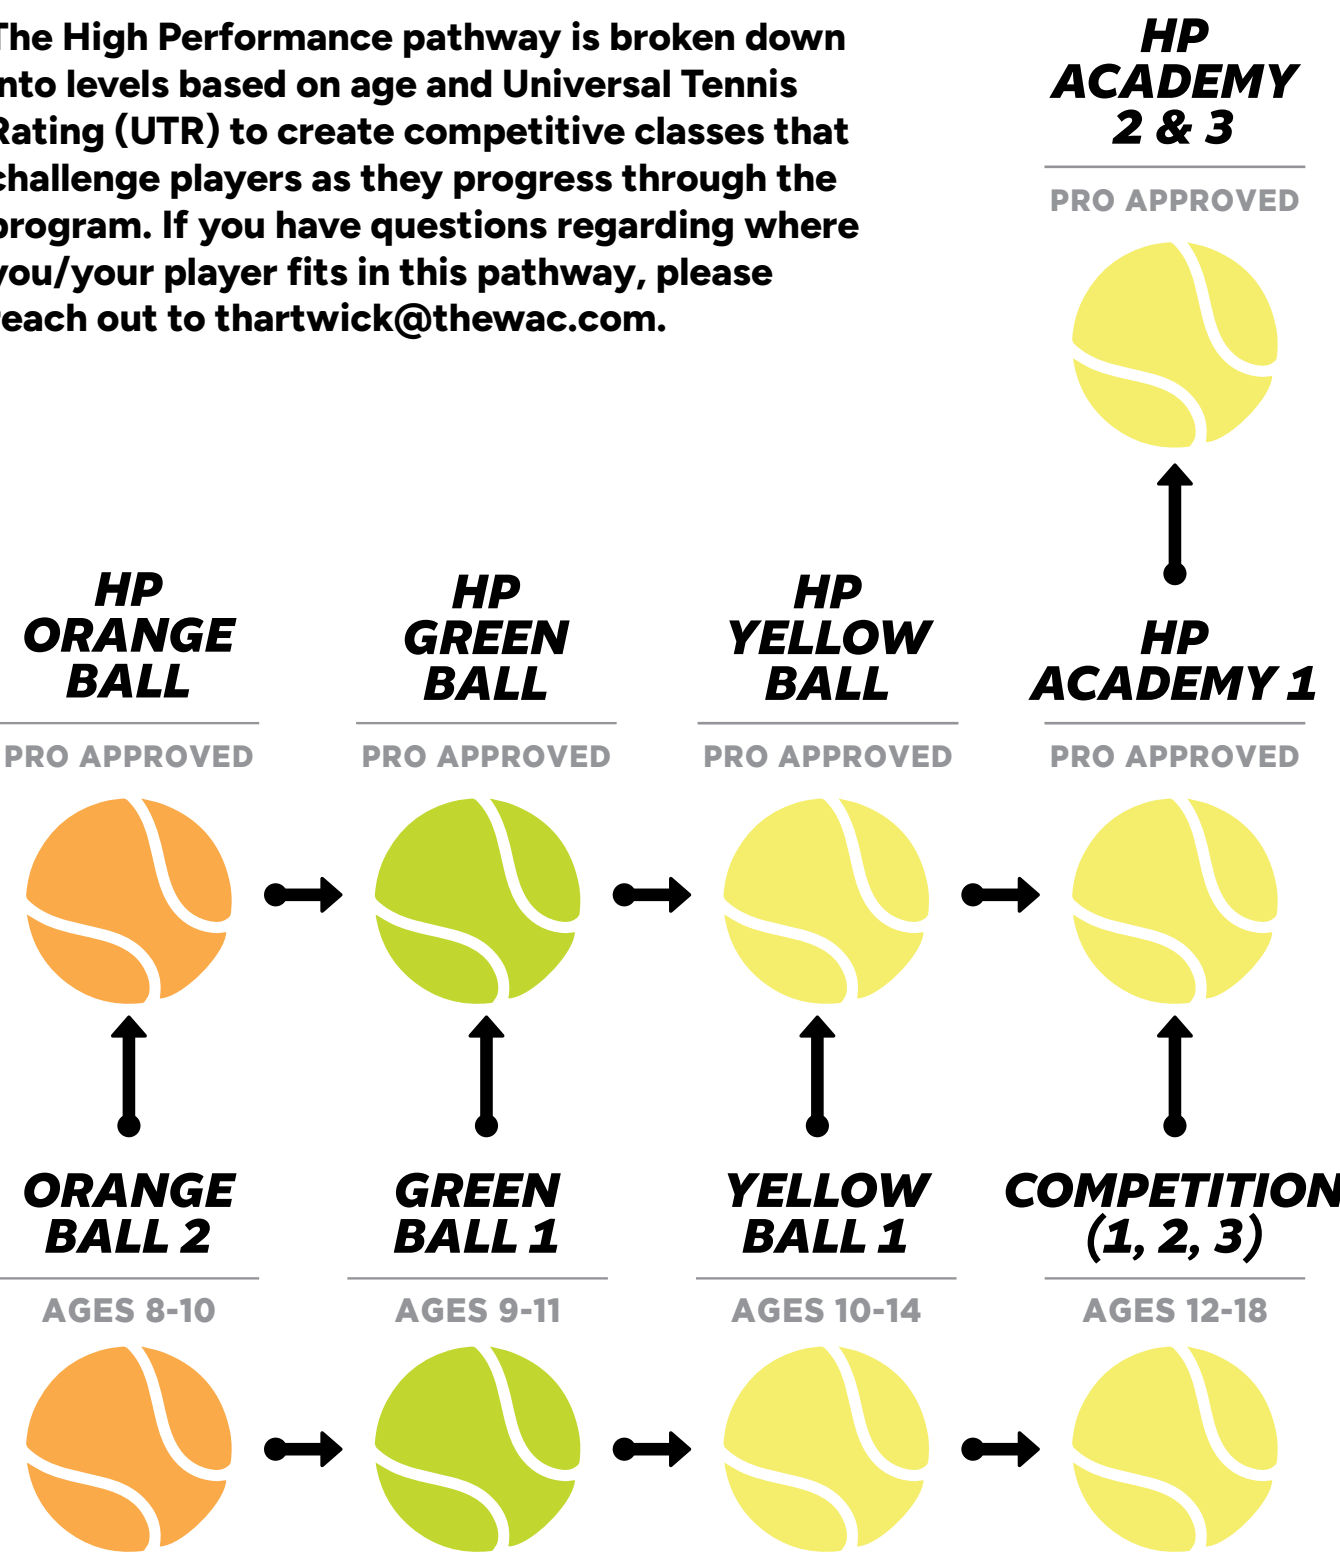 The High Performance pathway is broken down
into levels based on age and Universal Tennis
Rating (UTR) to create competitive classes that
challenge players as they progress through the
program. If you have questions regarding where
you/your player fits in this pathway, please
reach out to thartwick@thewac.com.
HP
ACADEMY
2 & 3
PRO APPROVED
HP
ORANGE
BALL
PRO APPROVED
HP
GREEN
BALL
PRO APPROVED
HP
YELLOW
BALL
PRO APPROVED
HP
ACADEMY 1
PRO APPROVED
ORANGE
BALL 2
AGES 8-10
GREEN
BALL 1
AGES 9-11
YELLOW
BALL 1
AGES 10-14
COMPETITION
(1, 2, 3)
AGES 12-18